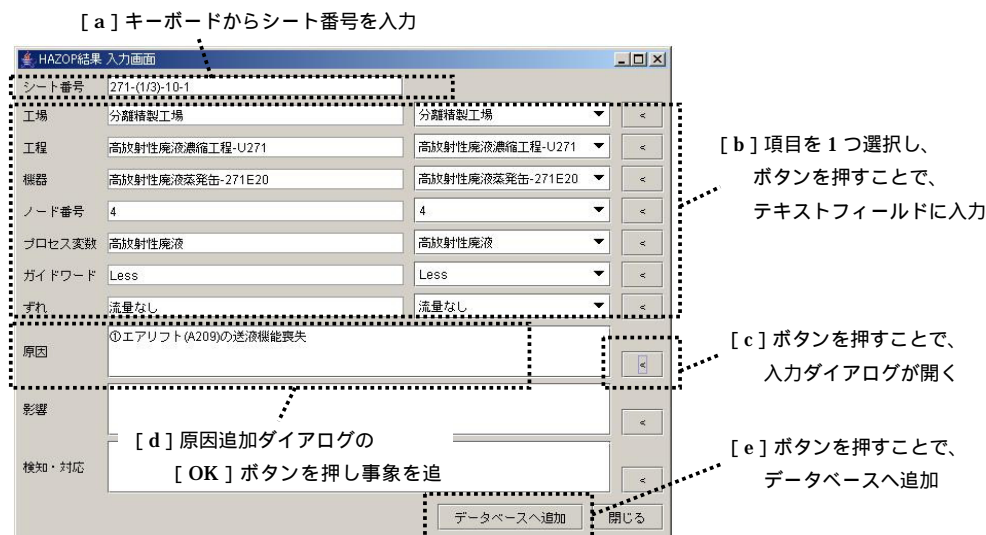 [a]キーボードからシート番号を入力
HAZOP結果 入力画面
シート番号 271-(1/3)-10-1
工場 分離精製工場 分離精製工場 <
工程 高放射性廃液濃縮工程-U271 高放射性廃液濃縮工程-U271 <
機器 高放射性廃液蒸発缶-271E20 高放射性廃液蒸発缶-271E20 <
ノード番号 4 4 <
プロセス変数 高放射性廃液 高放射性廃液 <
ガイドワード Less Less <
ずれ 流量なし 流量なし <
[b]項目を1つ選択し、
ボタンを押すことで、
テキストフィールドに入力
原因 ①エアリフト(A209)の送液機能喪失 <
[c]ボタンを押すことで、
入力ダイアログが開く
影響 <
[d]原因追加ダイアログの
[OK]ボタンを押し事象を追
検知・対応 <
[e]ボタンを押すことで、
データベースへ追加
データベースへ追加 閉じる